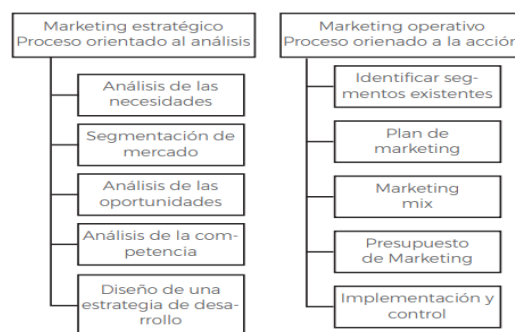 Marketing estratégico
Proceso orientado al análisis
Análisis de las
necesidades
Segmentación de
mercado
Análisis de las
oportunidades
Análisis de la com-
petencia
Diseño de una
estrategia de desa-
rrollo
Marketing operativo
Proceso orienado a la acción
Identificar seg-
mentos existentes
Plan de
marketing
Marketing
mix
Presupuesto
de Marketing
Implementación y
control